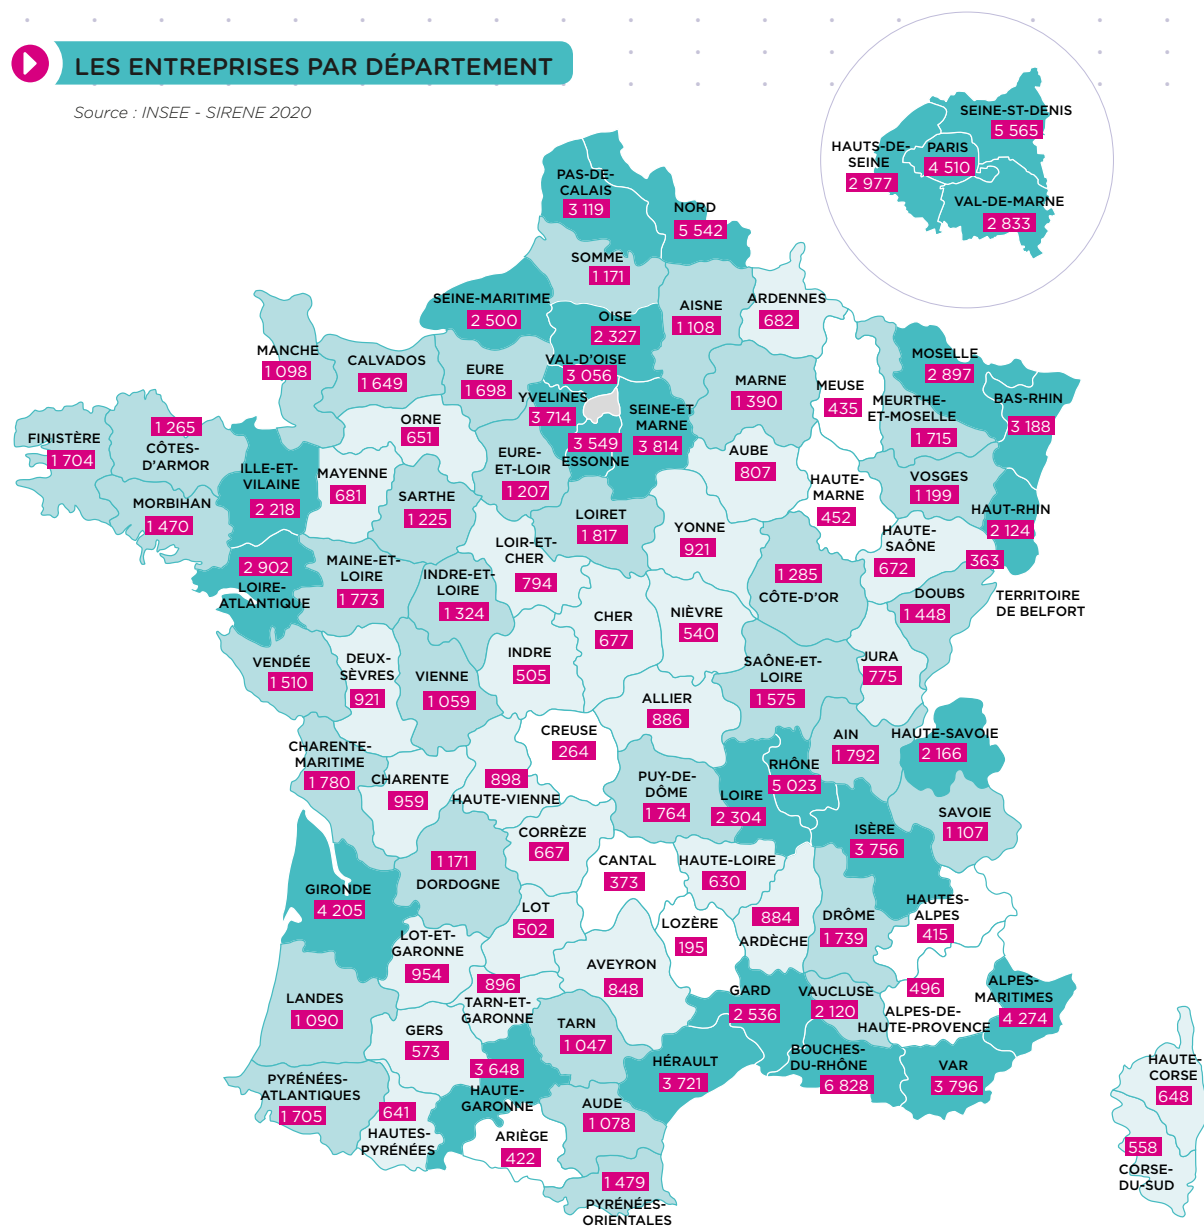 LES ENTREPRISES PAR DÉPARTEMENT
Source : INSEE - SIRENE 2020
SEINE-ST-DENIS
5 565
HAUTS-DE-
SEINE
2 977
PARIS
4 510
VAL-DE-MARNE
2 833
PAS-DE-
CALAIS
3 119
NORD
5 542
SOMME
1 171
SEINE-MARITIME
2 500
OISE
2 327
AISNE
1 108
ARDENNES
682
MANCHE
1 098
CALVADOS
1 649
EURE
1 698
VAL-D'OISE
3 056
YVELINES
3 714
SEINE-ET
MARNE
3 814
3 549
ESSONNE
MARNE
1 390
MEUSE
435
MOSELLE
2 897
MEURTHE-
ET-MOSELLE
1 715
BAS-RHIN
3 188
FINISTÈRE
1 704
1 265
CÔTES-
D'ARMOR
MORBIHAN
1 470
ILLE-ET-
VILAINE
2 218
MAYENNE
681
ORNE
651
SARTHE
1 225
EURE-
ET-LOIR
1 207
LOIRET
1 817
YONNE
921
AUBE
807
HAUTE-
MARNE
452
VOSGES
1 199
HAUT-RHIN
2 124
HAUTE-
SAÔNE
672
363
TERRITOIRE
DE BELFORT
2 902
LOIRE-
ATLANTIQUE
MAINE-ET-
LOIRE
1 773
INDRE-ET-
LOIRE
1 324
LOIR-ET-
CHER
794
CHER
677
NIÈVRE
540
1 285
CÔTE-D'OR
DOUBS
1 448
VENDÉE
1 510
DEUX-
SÈVRES
921
VIENNE
1 059
INDRE
505
ALLIER
886
SAÔNE-ET-
LOIRE
1 575
JURA
775
CHARENTE-
MARITIME
1 780
CHARENTE
959
898
HAUTE-VIENNE
CREUSE
264
PUY-DE-
DÔME
1 764
LOIRE
2 304
RHÔNE
5 023
AIN
1 792
HAUTE-SAVOIE
2 166
SAVOIE
1 107
ISÈRE
3 756
GIRONDE
4 205
1 171
DORDOGNE
CORRÈZE
667
CANTAL
373
HAUTE-LOIRE
630
884
ARDÈCHE
DRÔME
1 739
HAUTES-
ALPES
415
LOT-ET-
GARONNE
954
LOT
502
AVEYRON
848
LOZÈRE
195
GARD
2 536
VAUCLUSE
2 120
496
ALPES-DE-
HAUTE-PROVENCE
ALPES-
MARITIMES
4 274
LANDES
1 090
GERS
573
896
TARN-ET-
GARONNE
TARN
1 047
HÉRAULT
3 721
BOUCHES-
DU-RHÔNE
6 828
VAR
3 796
PYRÉNÉES-
ATLANTIQUES
1 705
641
HAUTES-
PYRÉNÉES
3 648
HAUTE-
GARONNE
ARIÈGE
422
AUDE
1 078
1 479
PYRÉNÉES-
ORIENTALES
HAUTE-
CORSE
648
558
CORSE-
DU-SUD